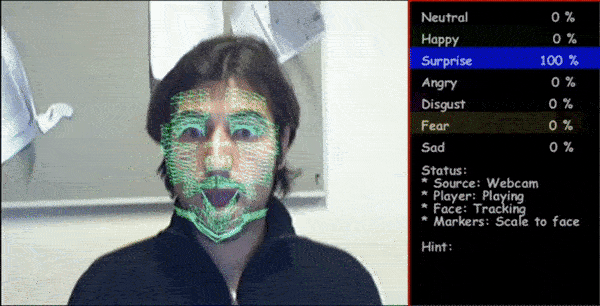 Neutral 0 %
Happy 0 %
Surprise 100 %
Angry 0 %
Disgust 0 %
Fear 0 %
Sad 0 %
Status:
* Source: Webcam
* Player: Playing
* Face: Tracking
* Markers: Scale to face
Hint: